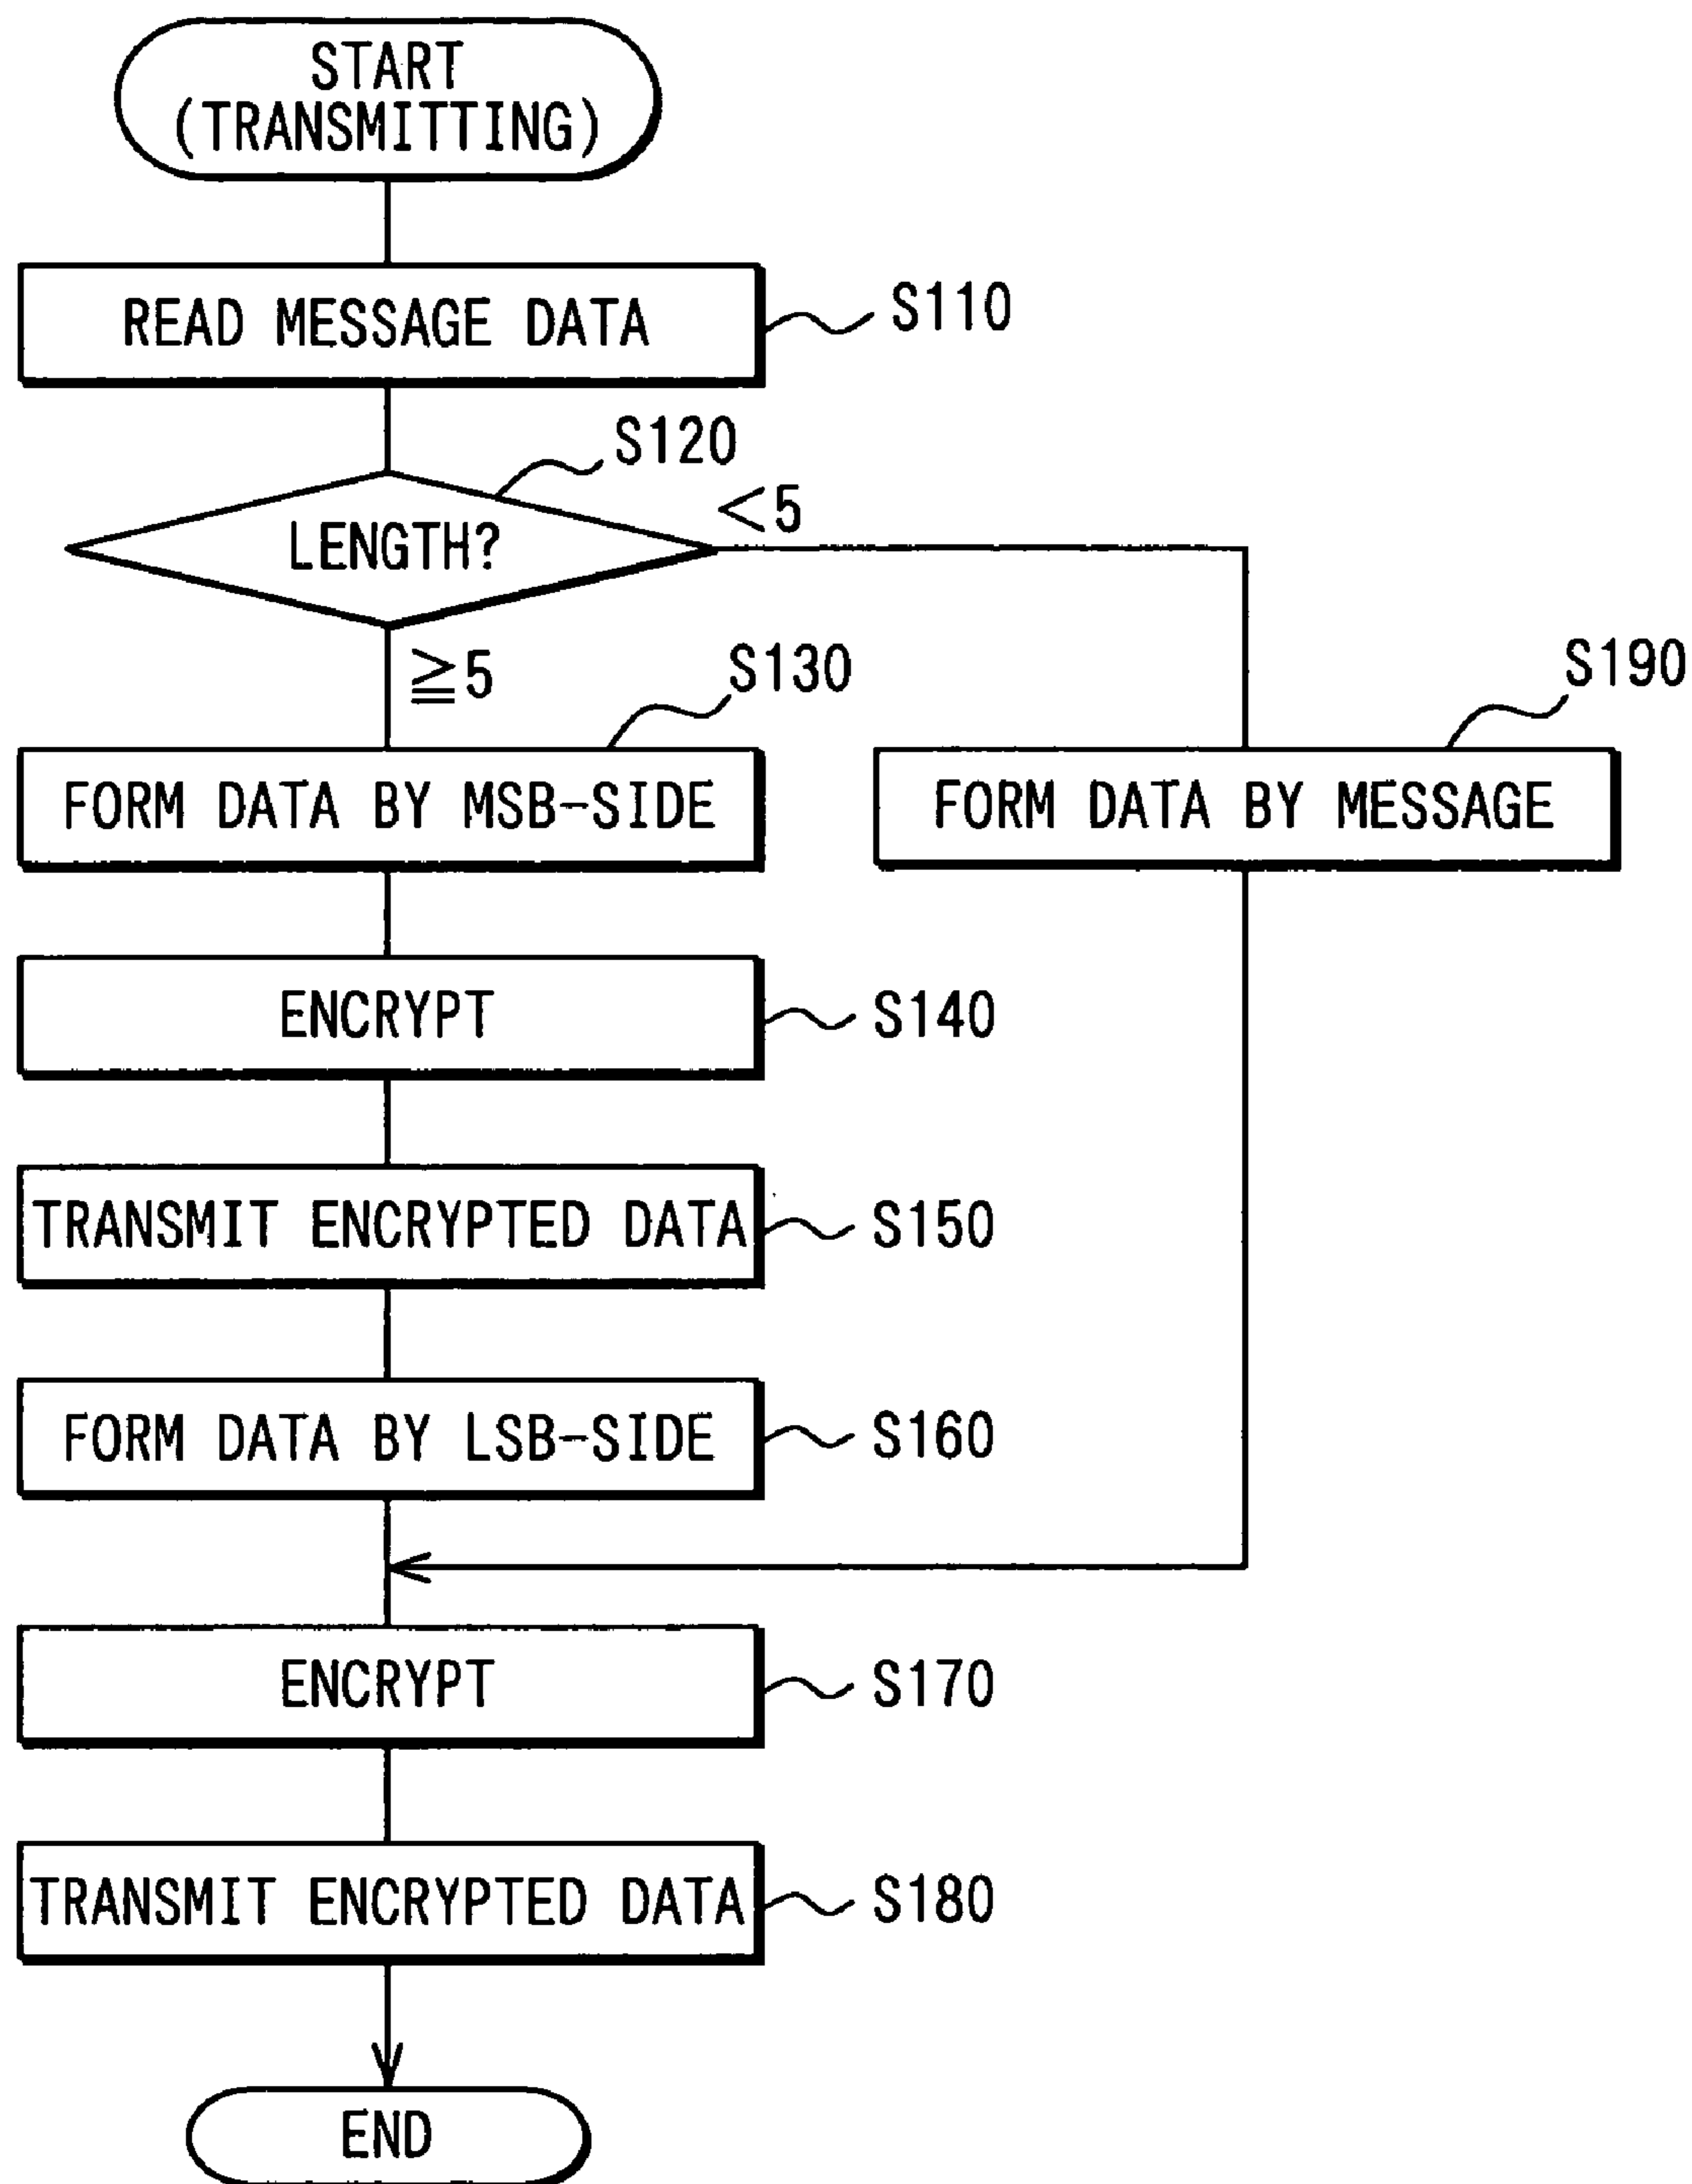 START
(TRANSMITTING)
READ MESSAGE DATA
S110
S120
LENGTH?
<5
≧5
S130
S190
FORM DATA BY MSB-SIDE
FORM DATA BY MESSAGE
ENCRYPT
S140
TRANSMIT ENCRYPTED DATA
S150
FORM DATA BY LSB-SIDE
S160
ENCRYPT
S170
TRANSMIT ENCRYPTED DATA
S180
END